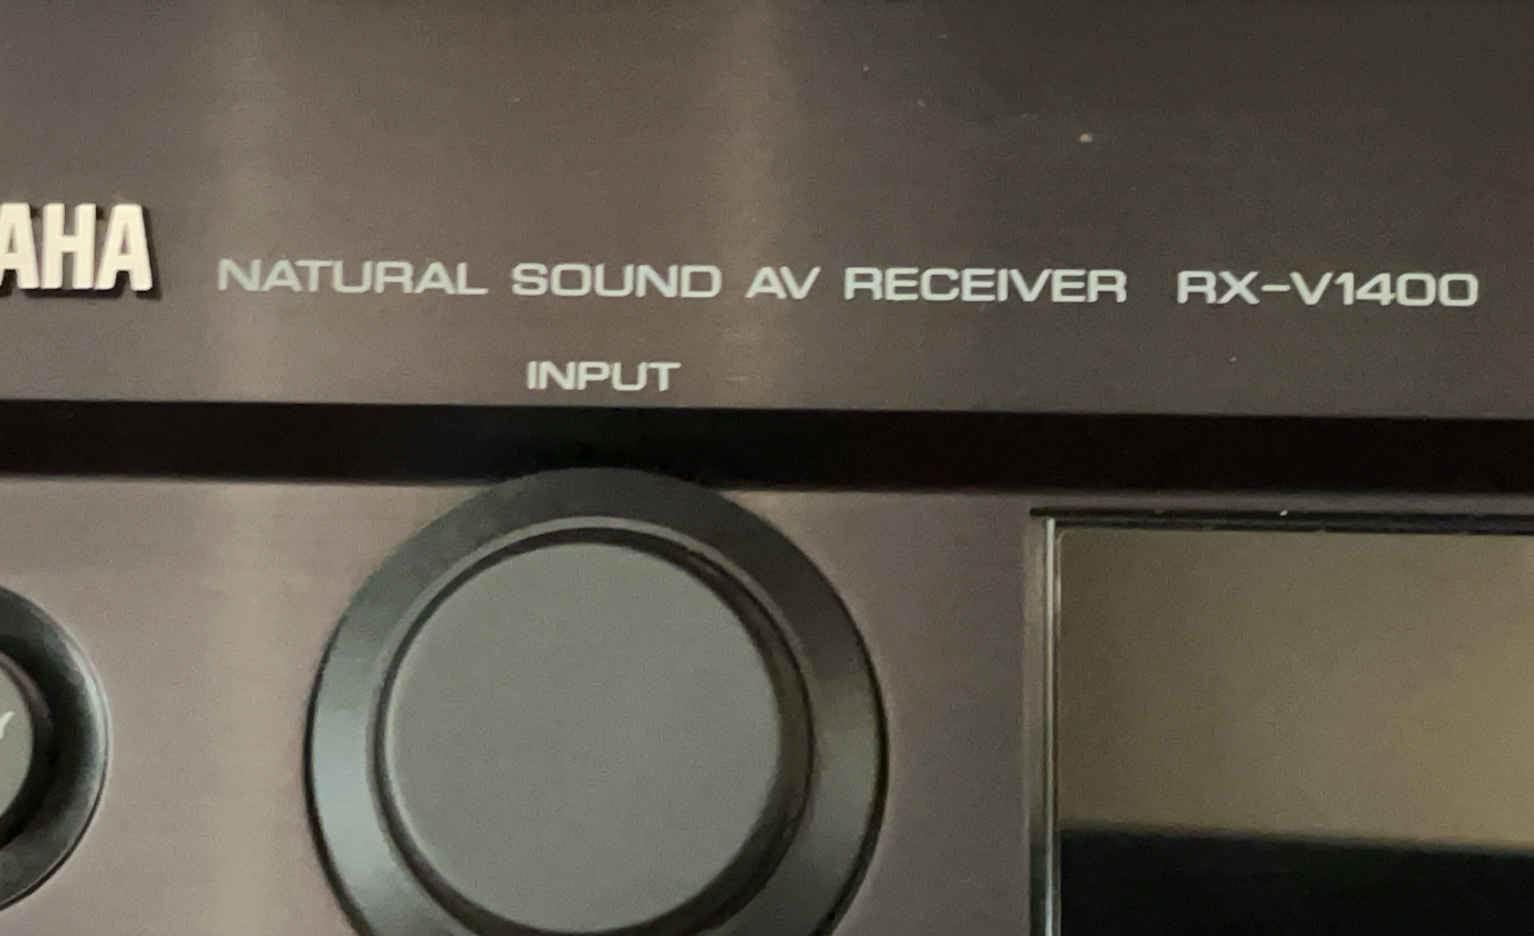 AHA NATURAL SOUND AV RECEIVER RX-V1400
INPUT
Y